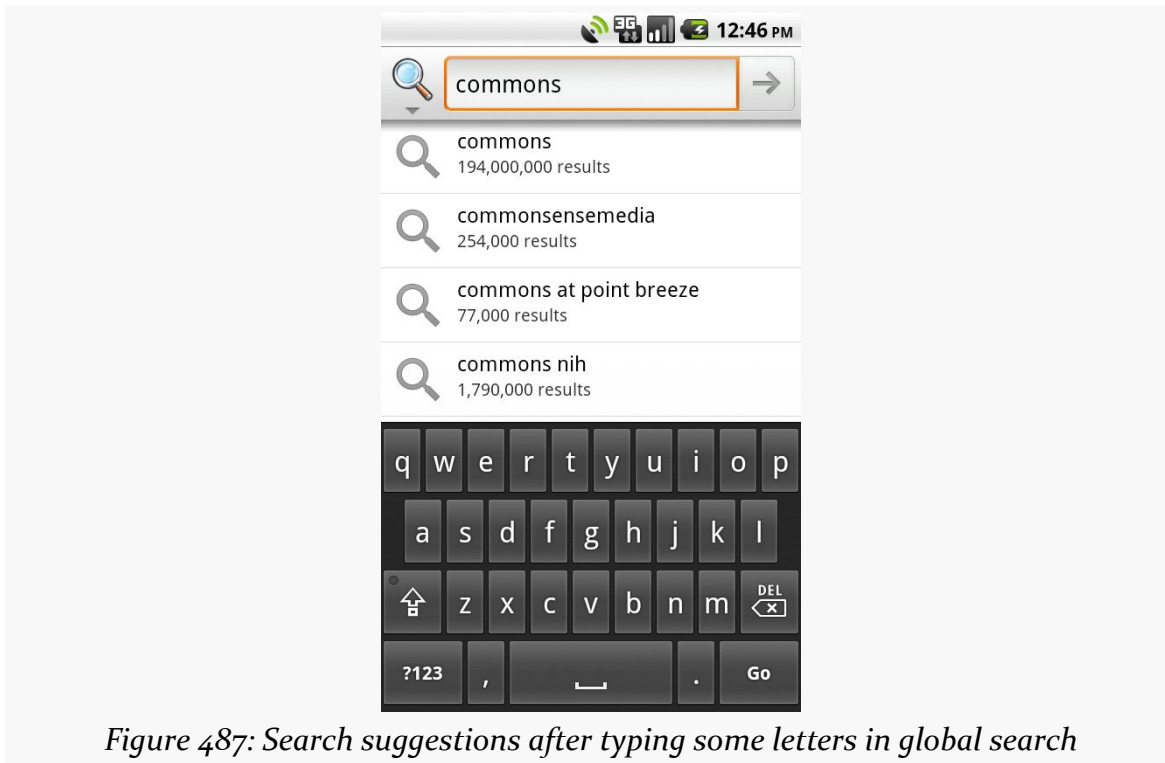 3G 12:46 PM
commons
commons
194,000,000 results
commonsensemedia
254,000 results
commons at point breeze
77,000 results
commons nih
1,790,000 results
q w e r t y u i o p
a s d f g h j k l
z x c v b n m DEL
?123 , . Go
Figure 487: Search suggestions after typing some letters in global search